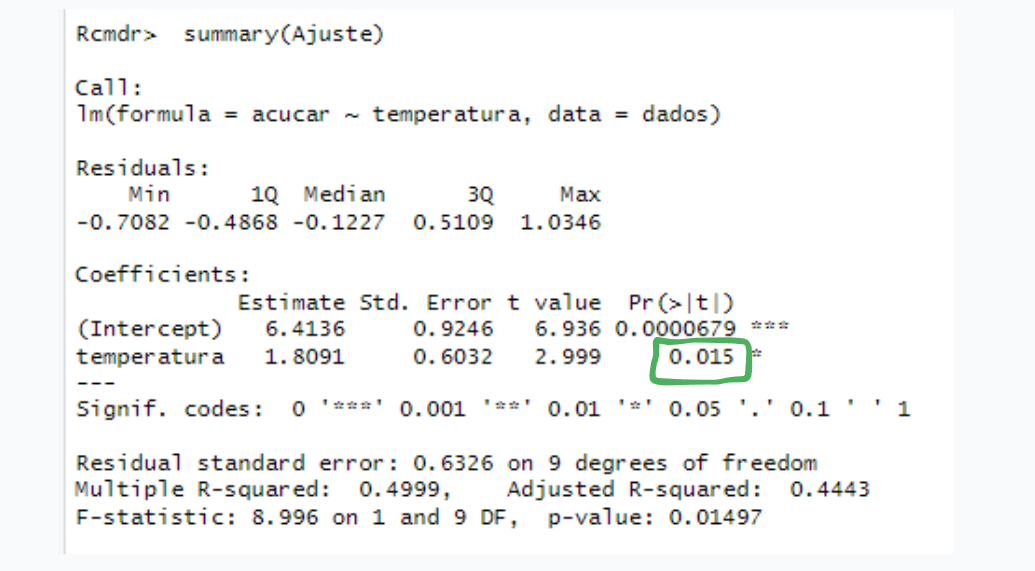 Rcmdr>  summary(Ajuste)
Call:
lm(formula = acucar ~ temperatura, data = dados)
Residuals:
    Min      1Q  Median      3Q     Max
-0.7082 -0.4868 -0.1227  0.5109  1.0346
Coefficients:
            Estimate Std. Error t value  Pr(>|t|)
(Intercept)   6.4136     0.9246   6.936 0.0000679 ***
temperatura   1.8091     0.6032   2.999     0.015 *
---
Signif. codes:  0 '***' 0.001 '**' 0.01 '*' 0.05 '.' 0.1 ' ' 1
Residual standard error: 0.6326 on 9 degrees of freedom
Multiple R-squared:  0.4999,    Adjusted R-squared:  0.4443
F-statistic: 8.996 on 1 and 9 DF,  p-value: 0.01497